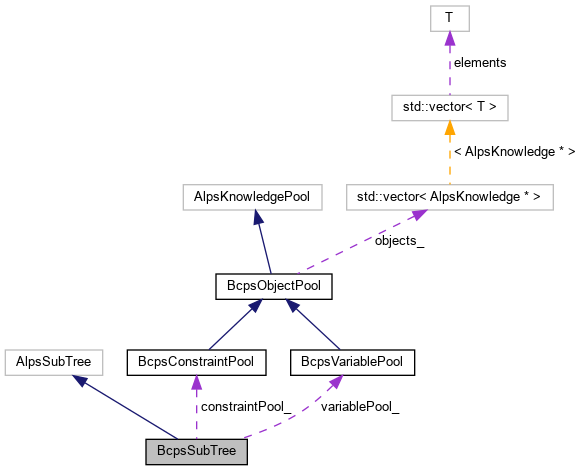 T
elements
std::vector< T >
< AlpsKnowledge * >
AlpsKnowledgePool
std::vector< AlpsKnowledge * >
objects_
BcpsObjectPool
AlpsSubTree
BcpsConstraintPool
BcpsVariablePool
constraintPool_
variablePool_
BcpsSubTree